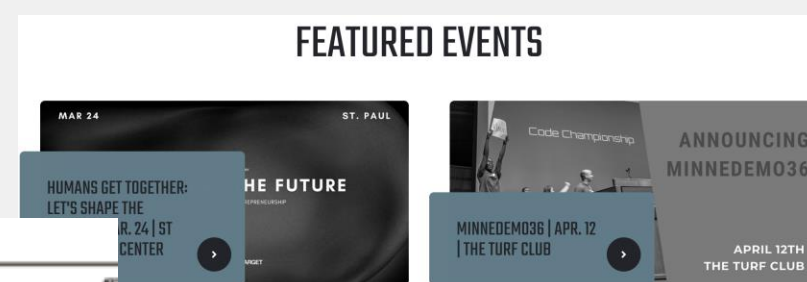 FEATURED EVENTS
MAR 24
ST. PAUL
HE FUTURE
HUMANS GET TOGETHER:
LET'S SHAPE THE
AR. 24 | ST
CENTER
Code Championship
ANNOUNCING
MINNEDEMO36
MINNEDEMO36 | APR. 12
| THE TURF CLUB
APRIL 12TH
THE TURF CLUB